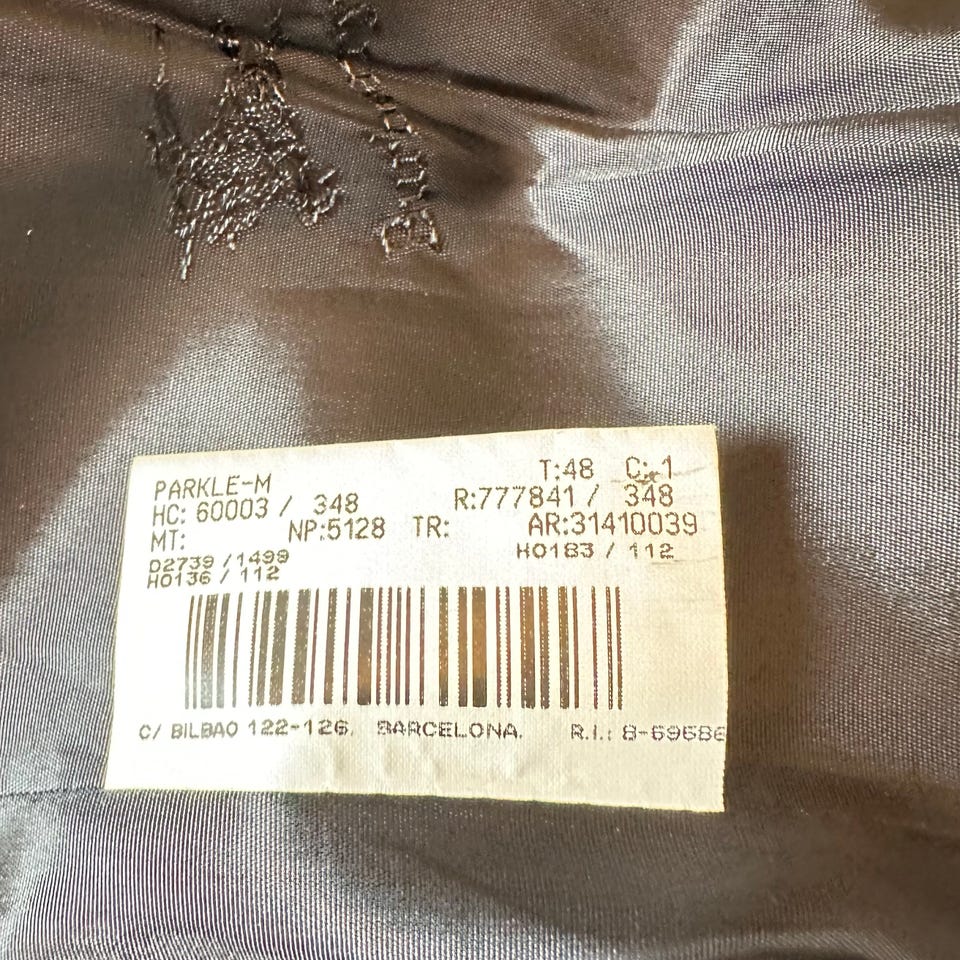 PARKLE-M T:48 C: 1
HC: 60003 / 348 R:777841 / 348
MT: NP:5128 TR: AR:31410039
D2739 / 1499 H0183 / 112
H0136 / 112
C/ BILBAO 122-126. BARCELONA. R.I.: 8-69686